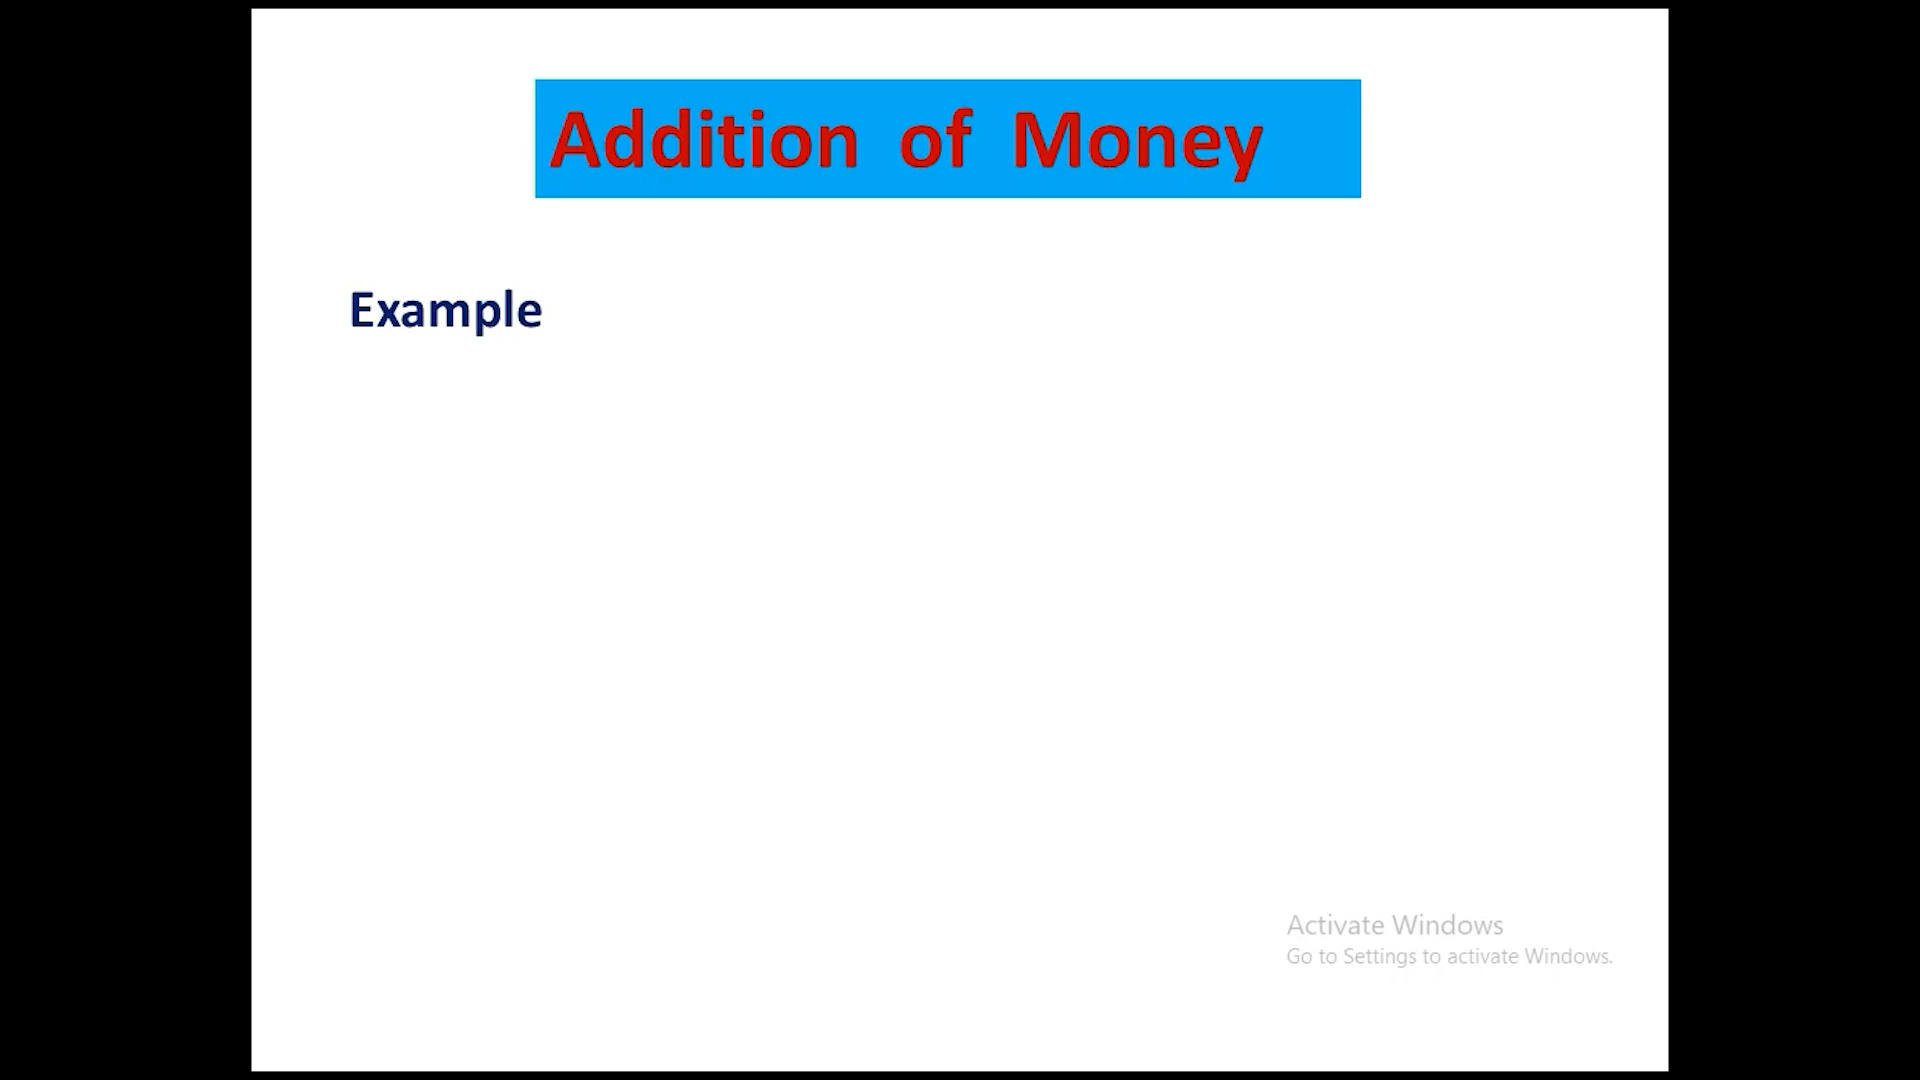 Addition of Money
Example
Activate Windows
Go to Settings to activate Windows.